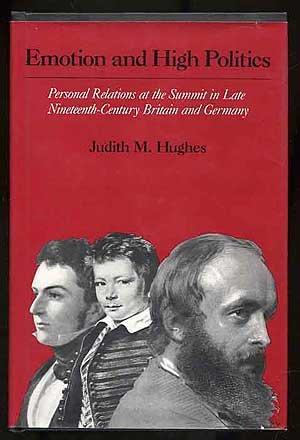 Emotion and High Politics
Personal Relations at the Summit in Late
Nineteenth-Century Britain and Germany
Judith M. Hughes